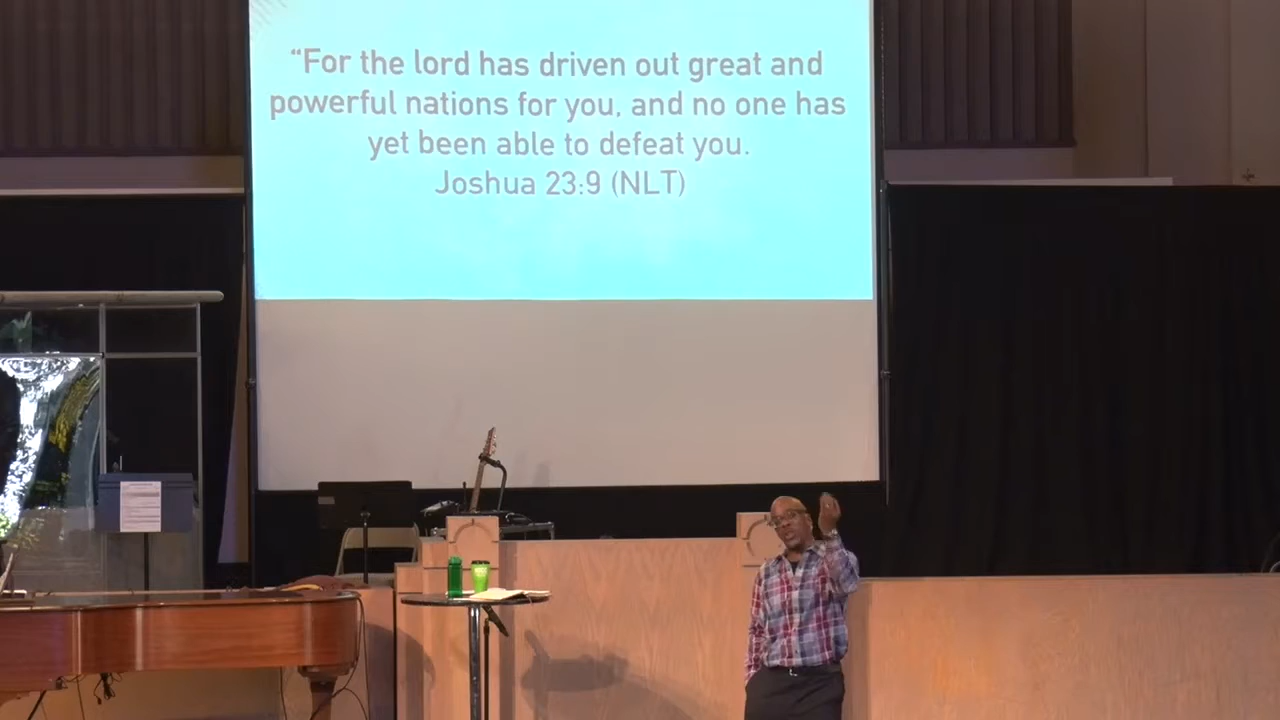 “For the lord has driven out great and
powerful nations for you, and no one has
yet been able to defeat you.
Joshua 23:9 (NLT)